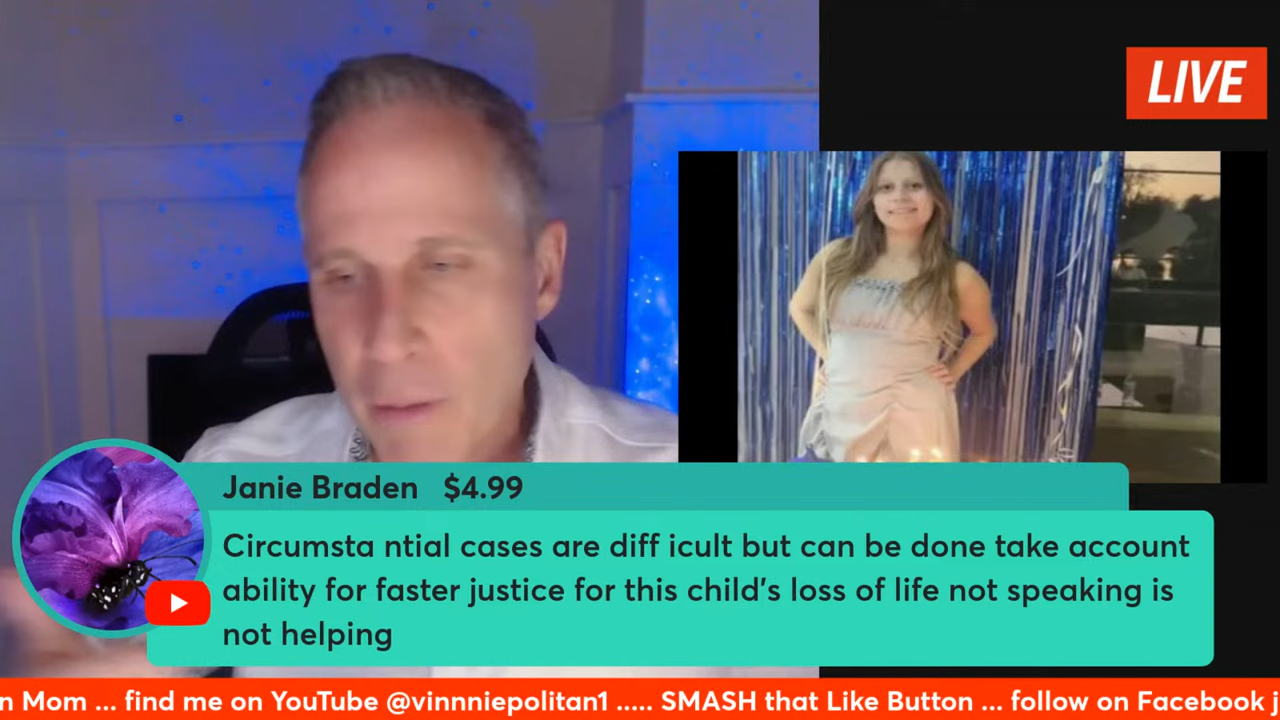 LIVE
Janie Braden $4.99
Circumsta ntial cases are diff icult but can be done take account
ability for faster justice for this child's loss of life not speaking is
not helping
n Mom ... find me on YouTube @vinnniepolitan1 ..... SMASH that Like Button ... follow on Facebook j